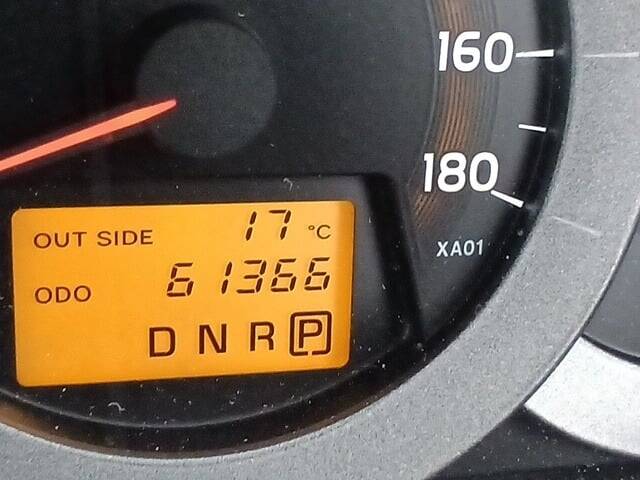 160
180
XA01
OUT SIDE 17 °C
ODO 61366
D N R P